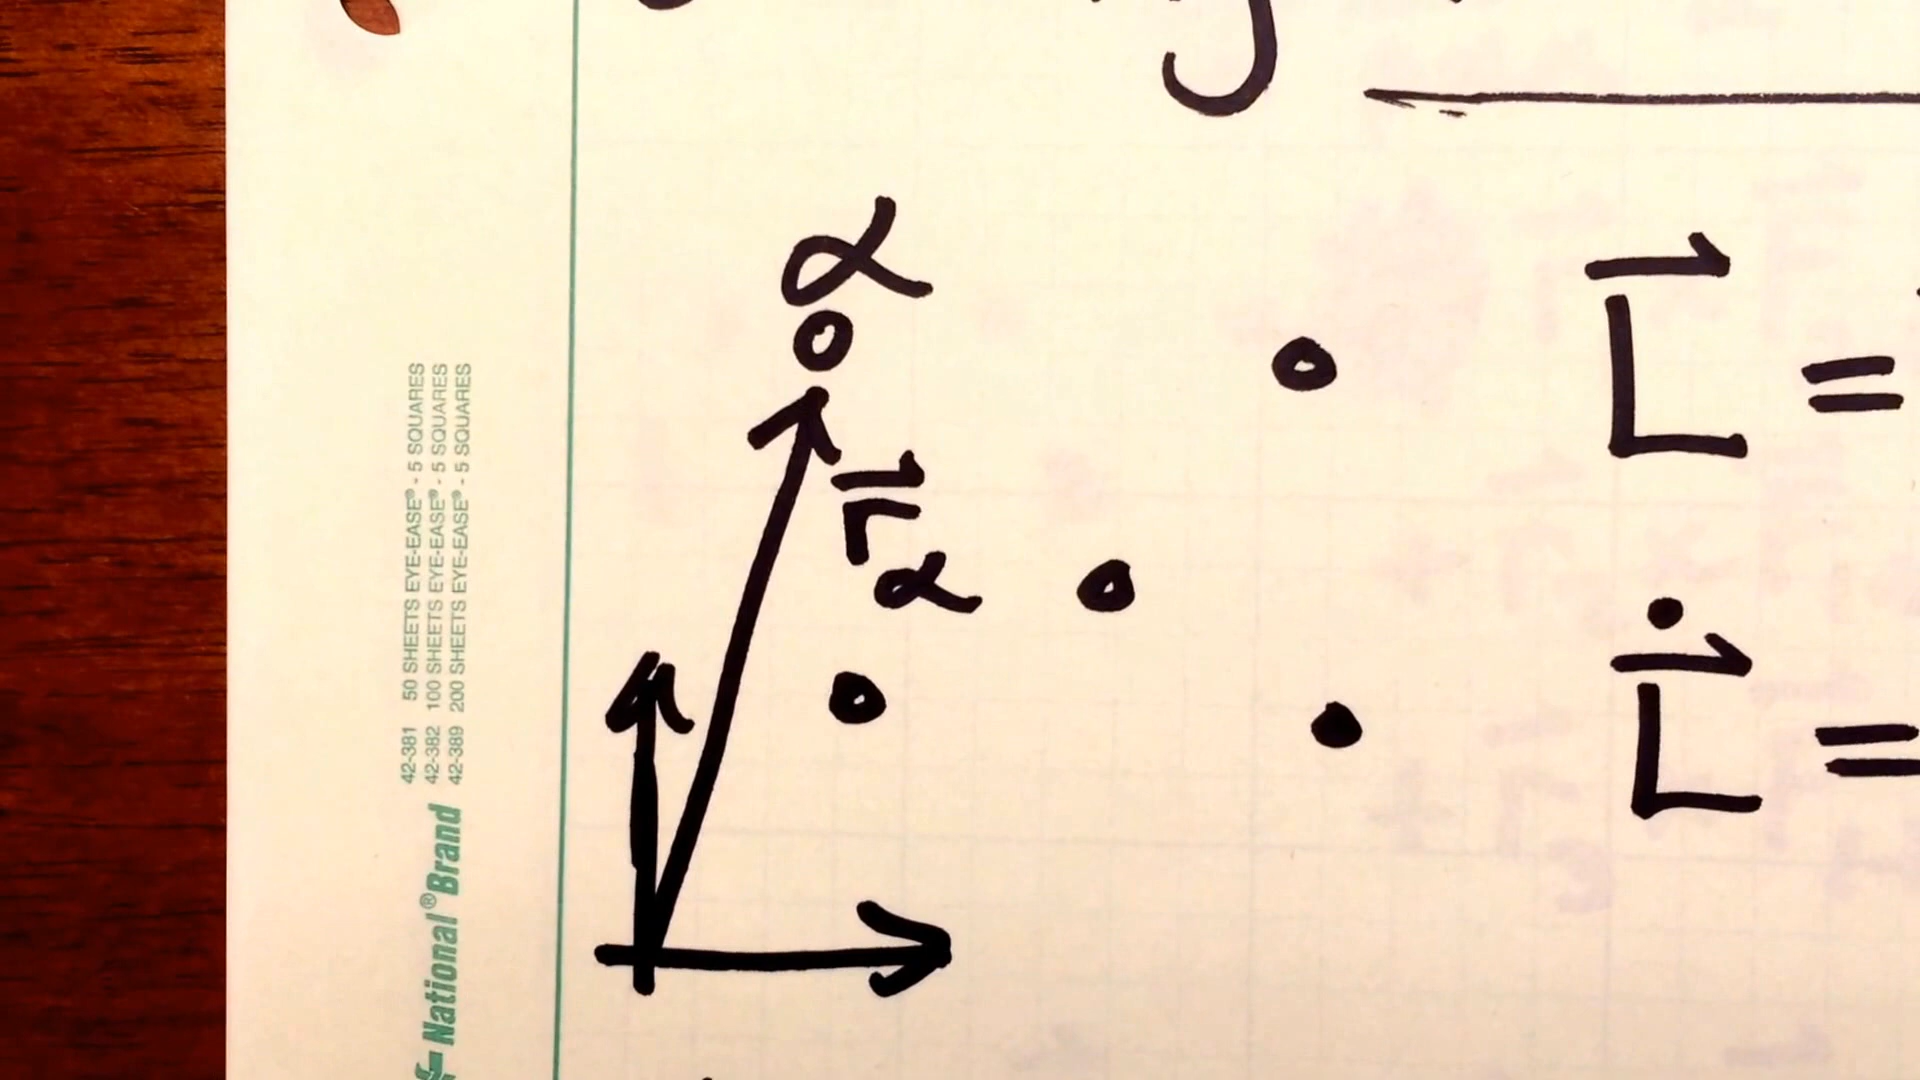 α
r⃗α
L⃗ =
L⃗̇ =
42-381 50 SHEETS EYE-EASE® - 5 SQUARES
42-382 100 SHEETS EYE-EASE® - 5 SQUARES
42-389 200 SHEETS EYE-EASE® - 5 SQUARES
National® Brand